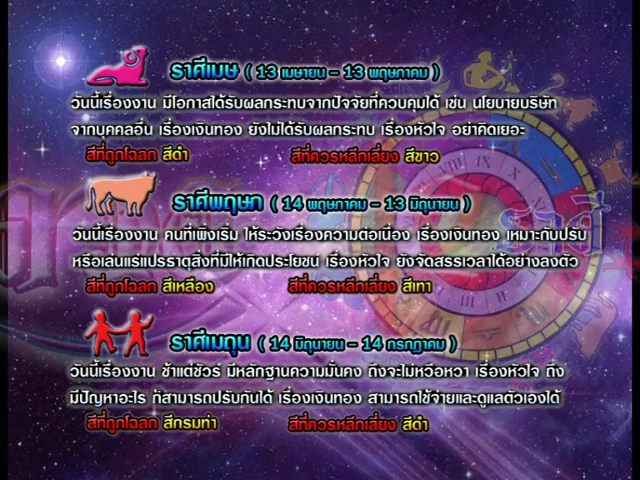 ราศีเมษ ( 13 เมษายน - 13 พฤษภาคม )
วันนี้เรื่องงาน มีโอกาสได้รับผลกระทบจากปัจจัยที่ควบคุมได้ เช่น นโยบายบริษัท
จากบุคคลอื่น เรื่องเงินทอง ยังไม่ได้รับผลกระทบ เรื่องหัวใจ อย่าคิดเยอะ
สีที่ถูกโฉลก สีดำ สีที่ควรหลีกเลี่ยง สีขาว
ราศีพฤษภ ( 14 พฤษภาคม - 13 มิถุนายน )
วันนี้เรื่องงาน คนที่เพิ่งเริ่ม ให้ระวังเรื่องความต่อเนื่อง เรื่องเงินทอง เหมาะกับปรับ
หรือเล่นแร่แปรธาตุสิ่งที่มีให้เกิดประโยชน์ เรื่องหัวใจ ยังจัดสรรเวลาได้อย่างลงตัว
สีที่ถูกโฉลก สีเหลือง สีที่ควรหลีกเลี่ยง สีเทา
ราศีเมถุน ( 14 มิถุนายน - 14 กรกฎาคม )
วันนี้เรื่องงาน ช้าแต่ชัวร์ มีหลักฐานความมั่นคง ถึงจะไม่หวือหวา เรื่องหัวใจ ถึง
มีปัญหาอะไร ก็สามารถปรับกันได้ เรื่องเงินทอง สามารถใช้จ่ายและดูแลตัวเองได้
สีที่ถูกโฉลก สีกรมท่า สีที่ควรหลีกเลี่ยง สีดำ